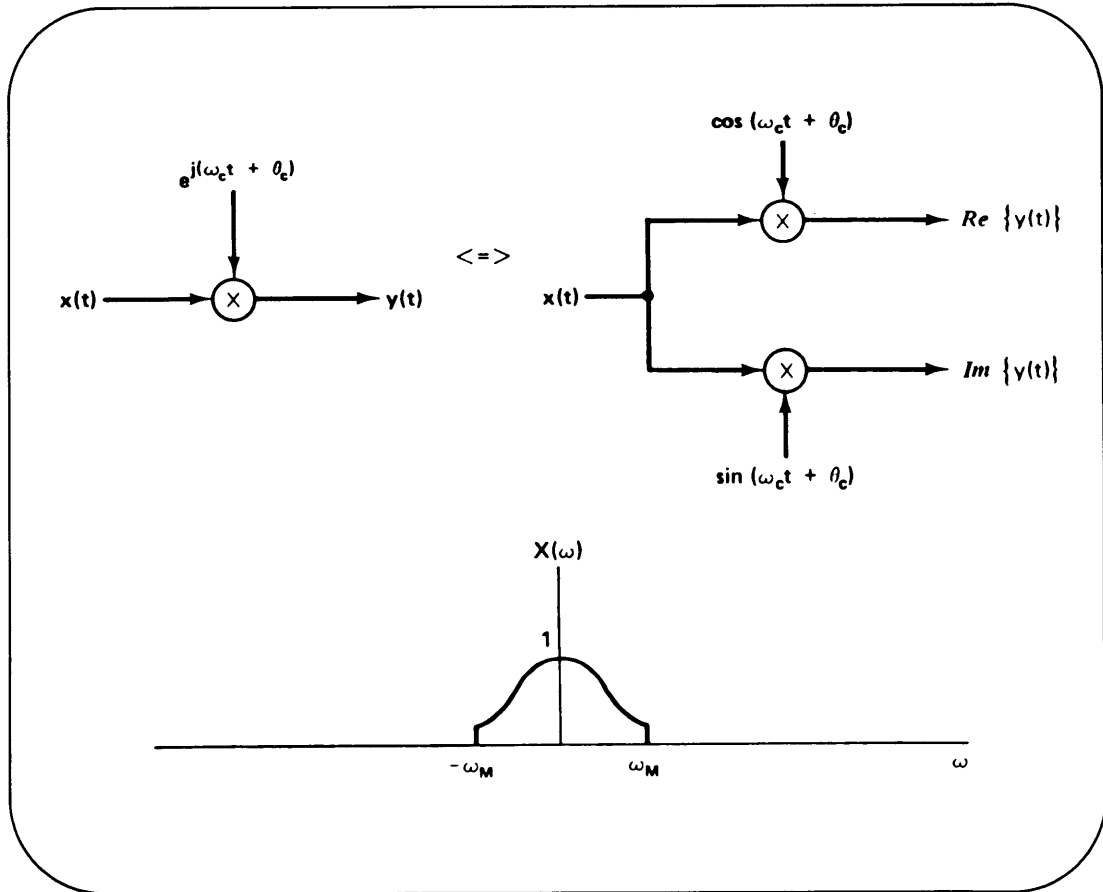 e^j(ω_c t + θ_c)
x(t)
X
y(t)
<=>
cos (ω_c t + θ_c)
X
Re {y(t)}
x(t)
X
Im {y(t)}
sin (ω_c t + θ_c)
X(ω)
1
-ω_M
ω_M
ω